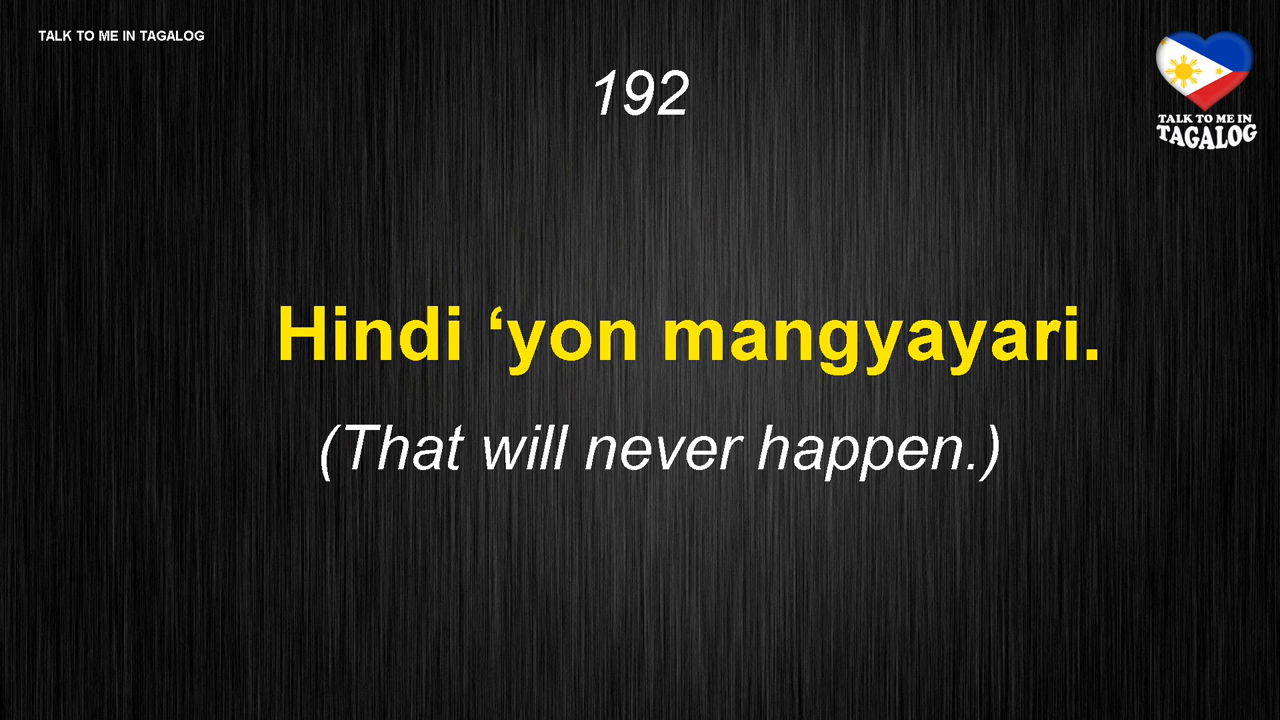 TALK TO ME IN TAGALOG
192
TALK TO ME IN
TAGALOG
Hindi ‘yon mangyayari.
(That will never happen.)